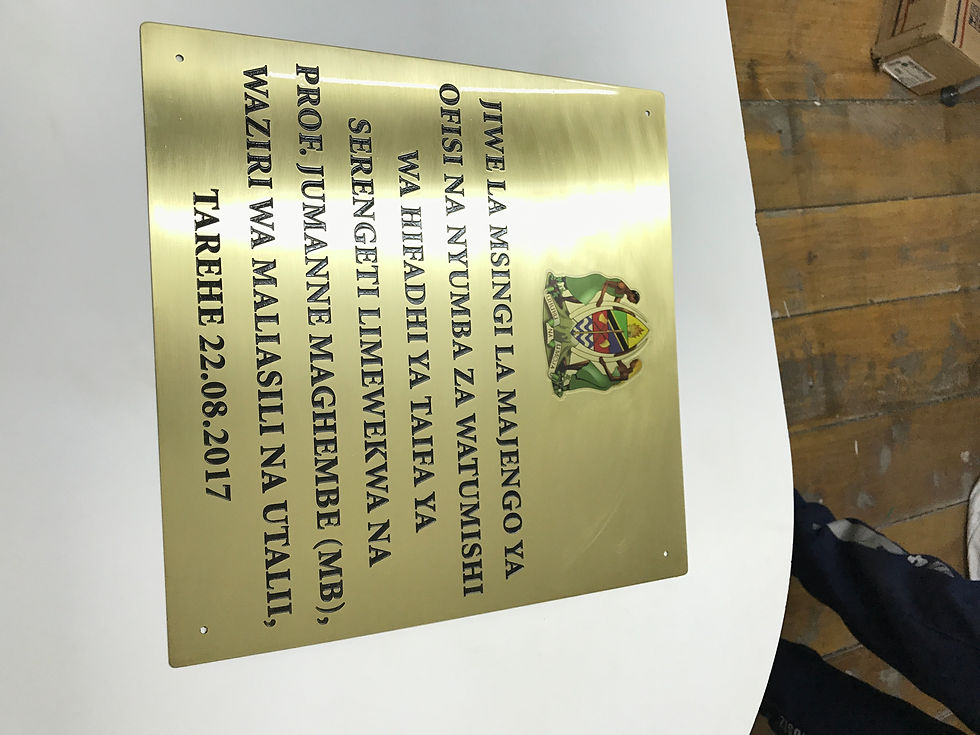 JIWE LA MSINGI LA MAJENGO YA
OFISI NA NYUMBA ZA WATUMISHI
WA HIFADHI YA TAIFA YA
SERENGETI LIMEWEKWA NA
PROF. JUMANNE MAGHEMBE (MB),
WAZIRI WA MALIASILI NA UTALII,
TAREHE 22.08.2017